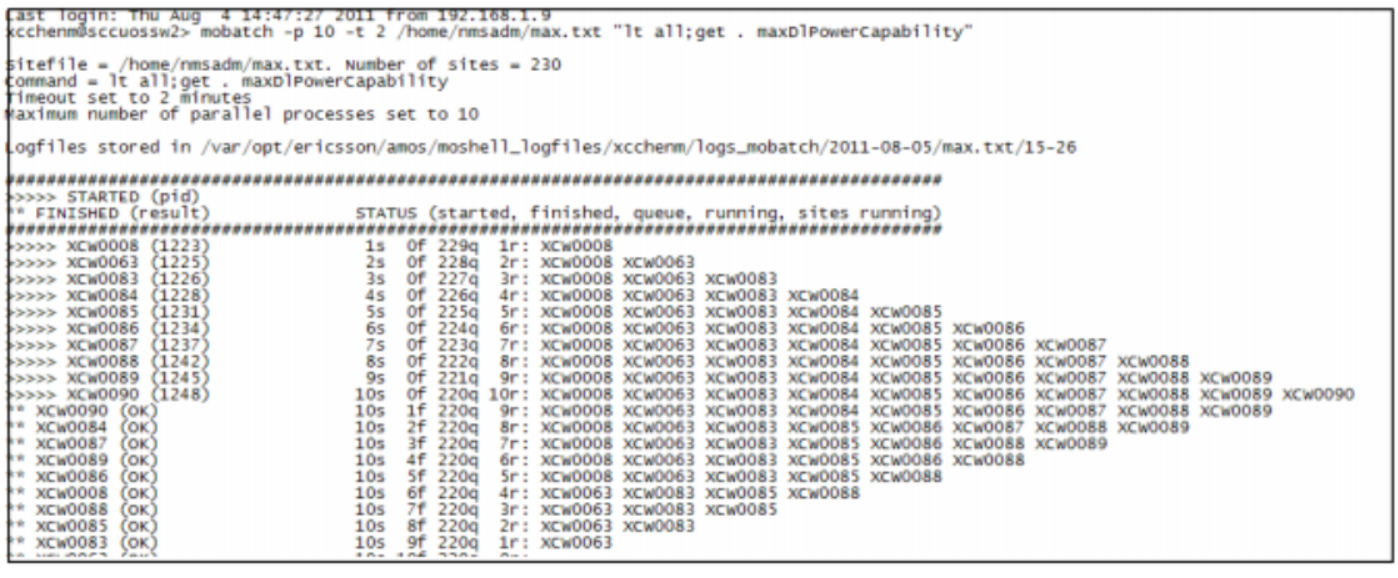 Last login: Thu Aug  4 14:47:27 2011 from 192.168.1.9
xcchenm@sccuossw2> mobatch -p 10 -t 2 /home/nmsadm/max.txt "lt all;get . maxDlPowerCapability"
Sitefile = /home/nmsadm/max.txt. Number of sites = 230
Command = lt all;get . maxDlPowerCapability
Timeout set to 2 minutes
Maximum number of parallel processes set to 10
Logfiles stored in /var/opt/ericsson/amos/moshell_logfiles/xcchenm/logs_mobatch/2011-08-05/max.txt/15-26
>>>>> STARTED (pid)
** FINISHED (result) STATUS (started, finished, queue, running, sites running)
>>>>> XCW0008 (1223) 1s 0f 229q 1r: XCW0008
>>>>> XCW0063 (1225) 2s 0f 228q 2r: XCW0008 XCW0063
>>>>> XCW0083 (1226) 3s 0f 227q 3r: XCW0008 XCW0063 XCW0083
>>>>> XCW0084 (1228) 4s 0f 226q 4r: XCW0008 XCW0063 XCW0083 XCW0084
>>>>> XCW0085 (1231) 5s 0f 225q 5r: XCW0008 XCW0063 XCW0083 XCW0084 XCW0085
>>>>> XCW0086 (1234) 6s 0f 224q 6r: XCW0008 XCW0063 XCW0083 XCW0084 XCW0085 XCW0086
>>>>> XCW0087 (1237) 7s 0f 223q 7r: XCW0008 XCW0063 XCW0083 XCW0084 XCW0085 XCW0086 XCW0087
>>>>> XCW0088 (1242) 8s 0f 222q 8r: XCW0008 XCW0063 XCW0083 XCW0084 XCW0085 XCW0086 XCW0087 XCW0088
>>>>> XCW0089 (1245) 9s 0f 221q 9r: XCW0008 XCW0063 XCW0083 XCW0084 XCW0085 XCW0086 XCW0087 XCW0088 XCW0089
>>>>> XCW0090 (1248) 10s 0f 220q 10r: XCW0008 XCW0063 XCW0083 XCW0084 XCW0085 XCW0086 XCW0087 XCW0088 XCW0089 XCW0090
** XCW0090 (OK) 10s 1f 220q 9r: XCW0008 XCW0063 XCW0083 XCW0084 XCW0085 XCW0086 XCW0087 XCW0088 XCW0089
** XCW0084 (OK) 10s 2f 220q 8r: XCW0008 XCW0063 XCW0083 XCW0085 XCW0086 XCW0087 XCW0088 XCW0089
** XCW0087 (OK) 10s 3f 220q 7r: XCW0008 XCW0063 XCW0083 XCW0085 XCW0086 XCW0088 XCW0089
** XCW0089 (OK) 10s 4f 220q 6r: XCW0008 XCW0063 XCW0083 XCW0085 XCW0086 XCW0088
** XCW0086 (OK) 10s 5f 220q 5r: XCW0008 XCW0063 XCW0083 XCW0085 XCW0088
** XCW0008 (OK) 10s 6f 220q 4r: XCW0063 XCW0083 XCW0085 XCW0088
** XCW0088 (OK) 10s 7f 220q 3r: XCW0063 XCW0083 XCW0085
** XCW0085 (OK) 10s 8f 220q 2r: XCW0063 XCW0083
** XCW0083 (OK) 10s 9f 220q 1r: XCW0063